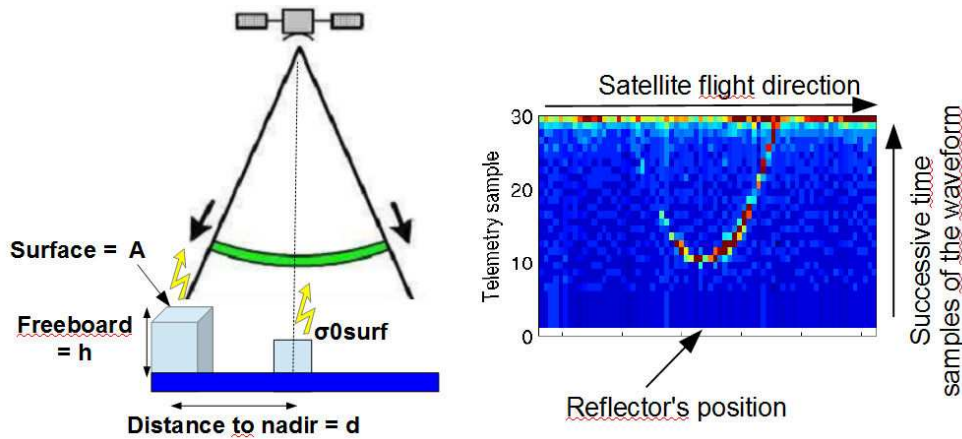 Surface = A
Freeboard
= h
σ0surf
Distance to nadir = d
Satellite flight direction
30
20
10
0
Telemetry sample
Successive time
samples of the waveform
Reflector's position